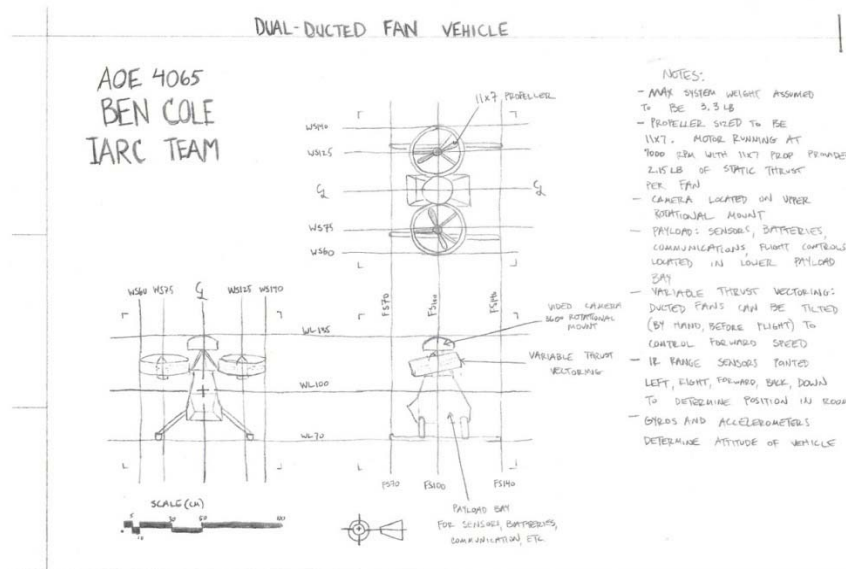 DUAL-DUCTED FAN VEHICLE
AOE 4065
BEN COLE
IARC TEAM
11x7 PROPELLER
WS140
WS125
WS75
WS60
FS70
FS100
FS140
NOTES:
- MAX SYSTEM WEIGHT ASSUMED
TO BE 3.3 LB
- PROPELLER SIZED TO BE
11X7. MOTOR RUNNING AT
7000 RPM WITH 11X7 PROP PROVIDES
2.15 LB OF STATIC THRUST
PER FAN
- CAMERA LOCATED ON UPPER
ROTATIONAL MOUNT
- PAYLOAD: SENSORS, BATTERIES,
COMMUNICATIONS, FLIGHT CONTROLS
LOCATED IN LOWER PAYLOAD
BAY
- VARIABLE THRUST VECTORING:
DUCTED FANS CAN BE TILTED
(BY HAND, BEFORE FLIGHT) TO
CONTROL FORWARD SPEED
- IR RANGE SENSORS POINTED
LEFT, RIGHT, FORWARD, BACK, DOWN
TO DETERMINE POSITION IN ROOM
- GYROS AND ACCELEROMETERS
DETERMINE ATTITUDE OF VEHICLE
WS60 WS75 WS125 WS140
WL100
WL70
VIDEO CAMERA
ROTATIONAL
MOUNT
VARIABLE THRUST
VECTORING
FS70 FS100 FS140
PAYLOAD BAY
FOR SENSORS, BATTERIES,
COMMUNICATION, ETC.
SCALE (CM)